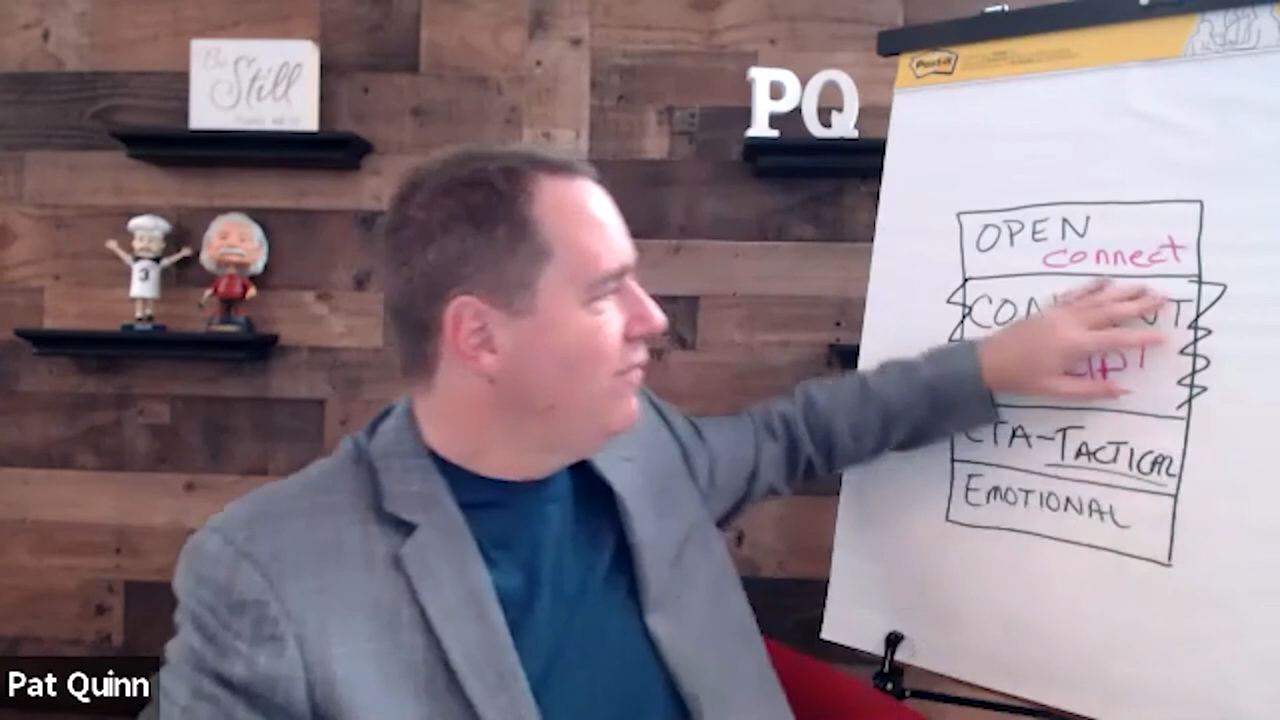 Be
Still
PQ
Post-it
OPEN
connect
CTA-TACTICAL
EMOTIONAL
Pat Quinn